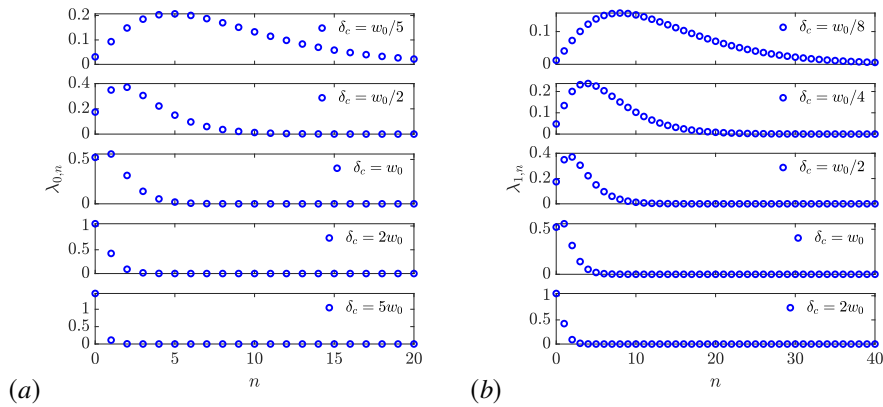 0.2
0
δ_c = w_0/5
0.4
0.2
0
δ_c = w_0/2
0.5
0
δ_c = w_0
1
0.5
0
δ_c = 2w_0
1
0.5
0
δ_c = 5w_0
0 5 10 15 20
λ_{0,n}
n
(a)
0.1
0
δ_c = w_0/8
0.2
0.1
0
δ_c = w_0/4
0.4
0.2
0
δ_c = w_0/2
0.5
0
δ_c = w_0
1
0.5
0
δ_c = 2w_0
0 10 20 30 40
λ_{1,n}
n
(b)